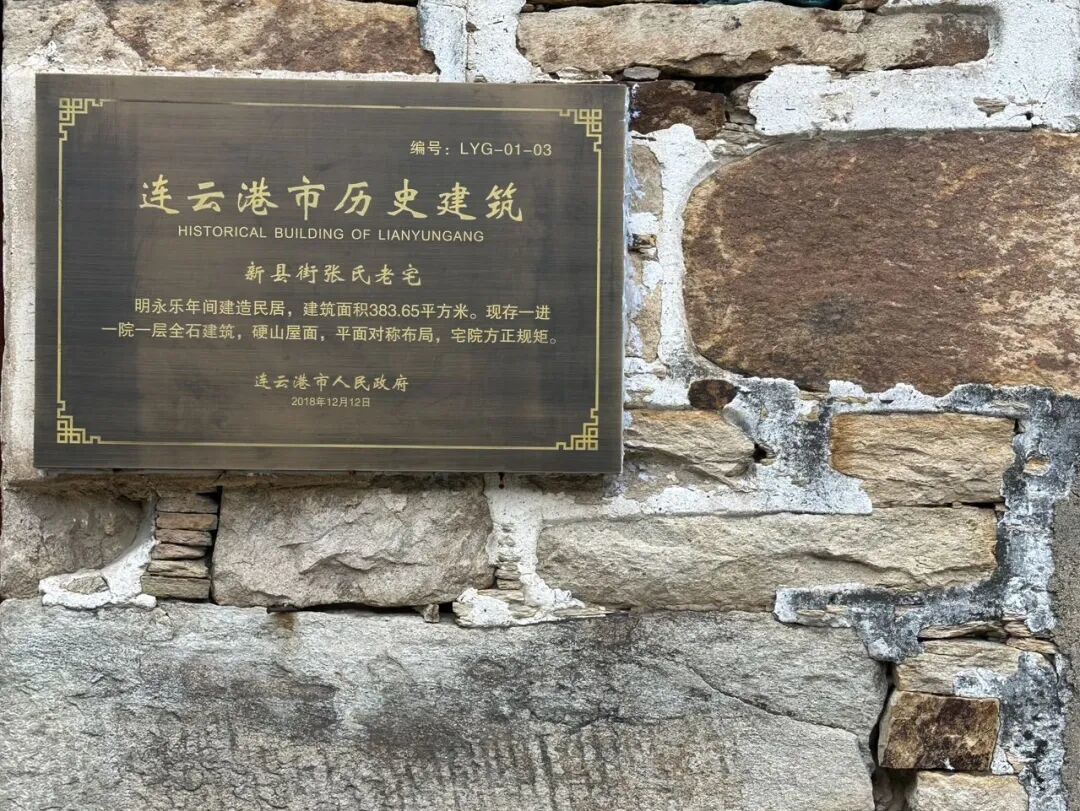 编号：LYG-01-03
连云港市历史建筑
HISTORICAL BUILDING OF LIANYUNGANG
新县街张氏老宅
明永乐年间建造民居，建筑面积383.65平方米。现存一进
一院一层全石建筑，硬山屋面，平面对称布局，宅院方正规矩。
连云港市人民政府
2018年12月12日